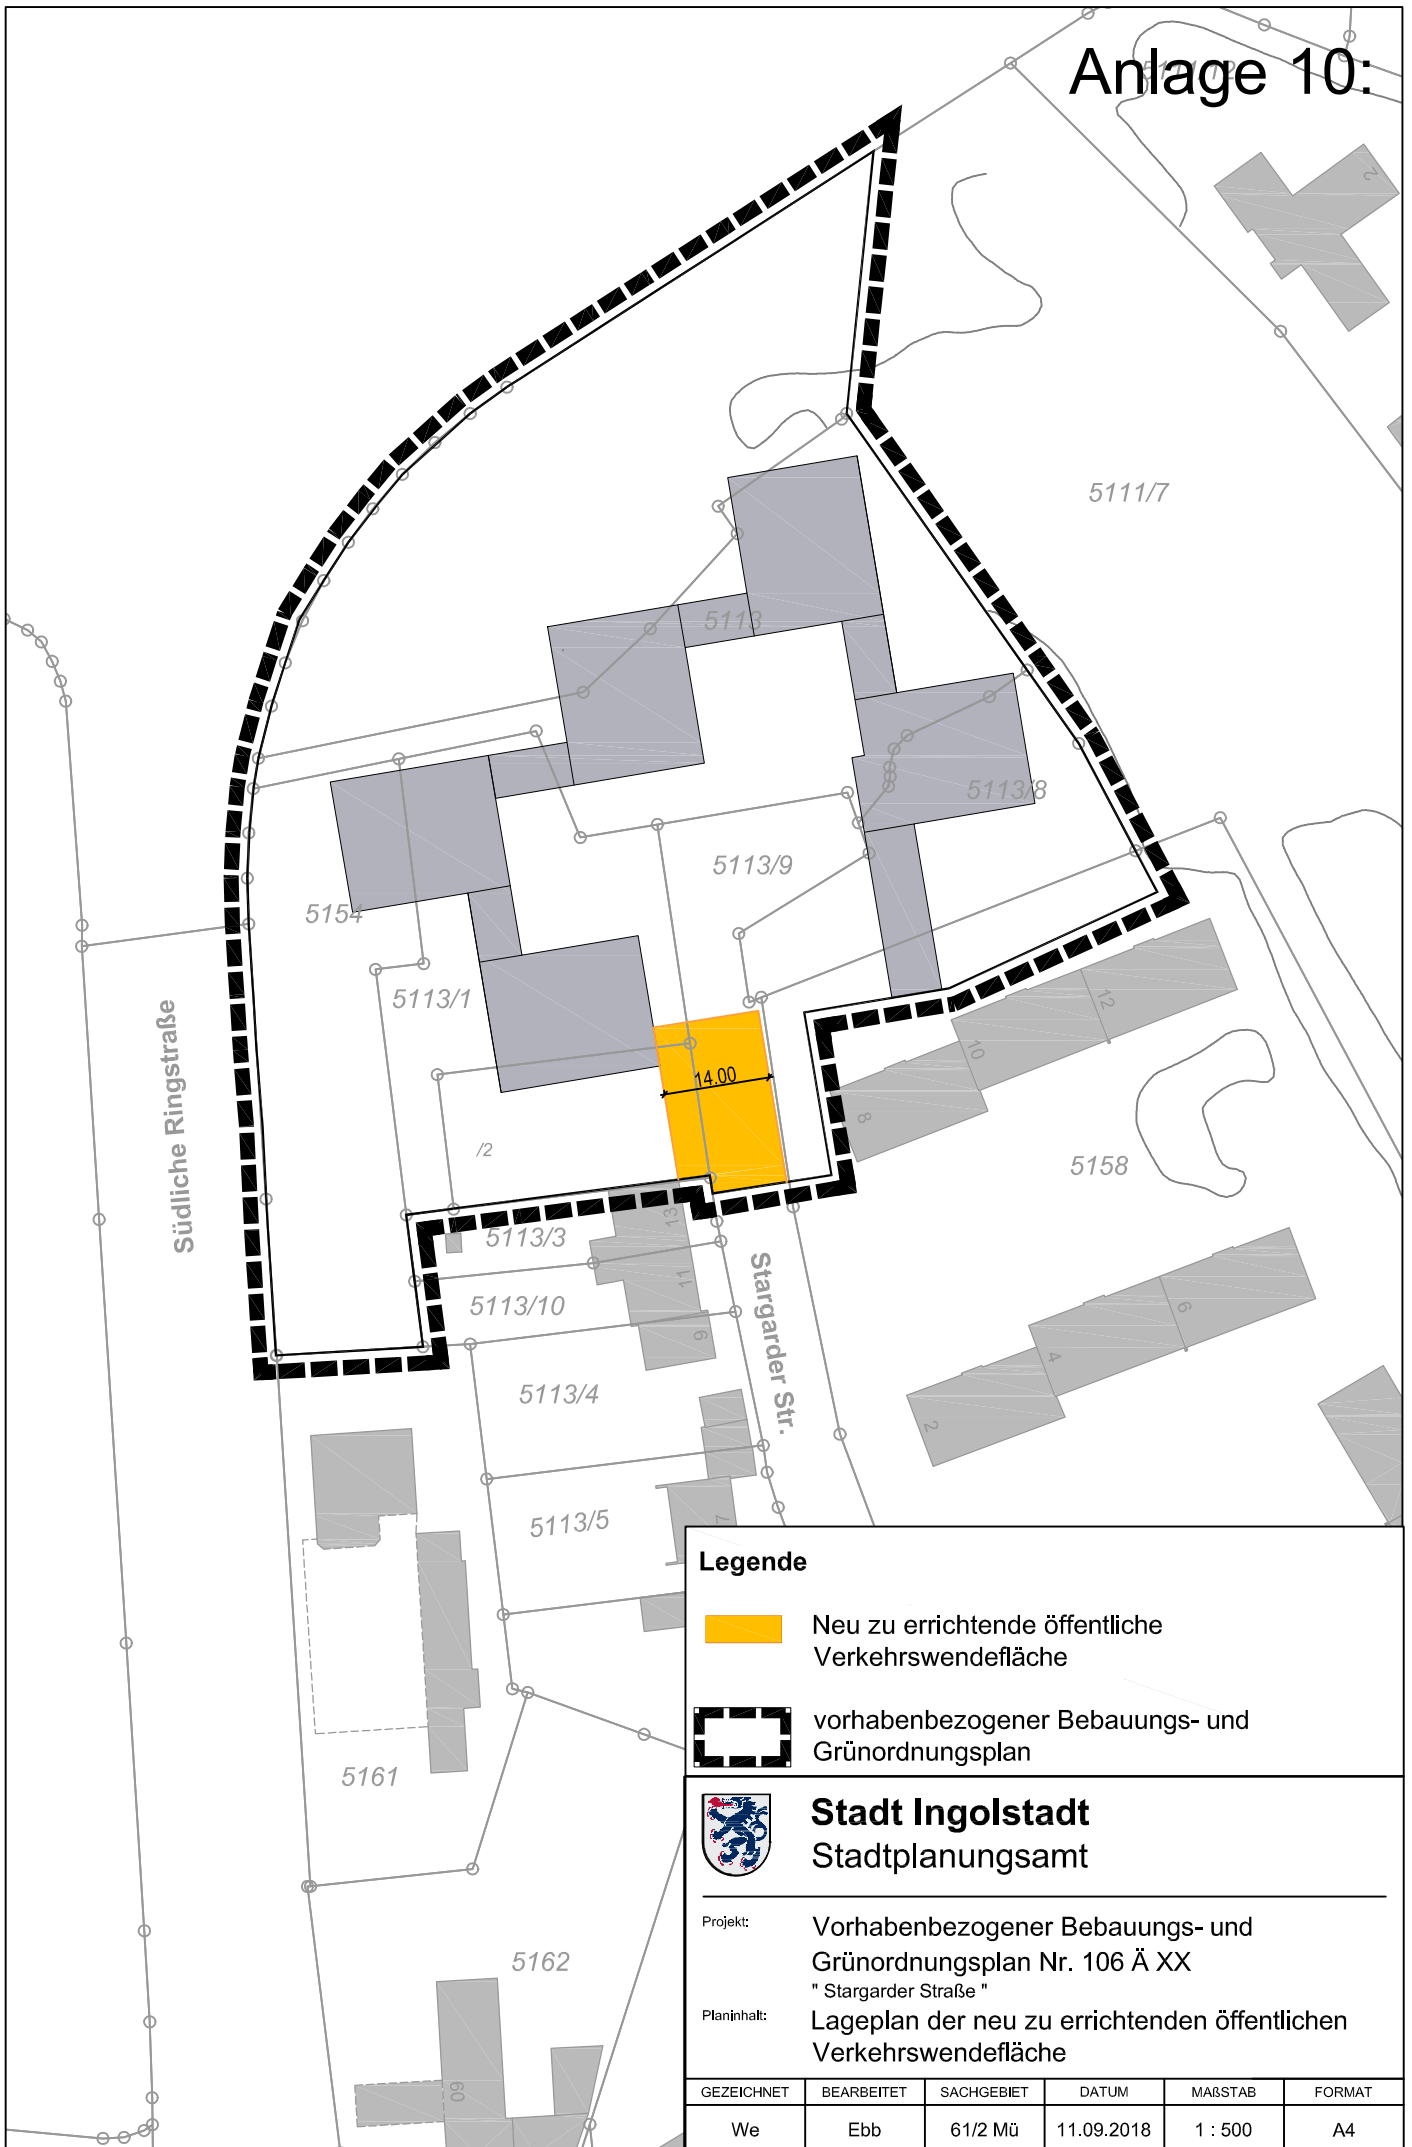 Anlage 10:
5111/12
2
5111/7
5113
5113/8
5113/9
5154
5113/1
Südliche Ringstraße
14.00
12
10
8
/2
5158
13
5113/3
11
5113/10
9
Stargarder Str.
6
4
2
5113/4
5113/5
7
5161
5162
60
Legende
Neu zu errichtende öffentliche
Verkehrswendefläche
vorhabenbezogener Bebauungs- und
Grünordnungsplan
Stadt Ingolstadt
Stadtplanungsamt
Projekt: Vorhabenbezogener Bebauungs- und
Grünordnungsplan Nr. 106 Ä XX
" Stargarder Straße "
Planinhalt: Lageplan der neu zu errichtenden öffentlichen
Verkehrswendefläche
GEZEICHNET BEARBEITET SACHGEBIET DATUM MAßSTAB FORMAT
We Ebb 61/2 Mü 11.09.2018 1 : 500 A4